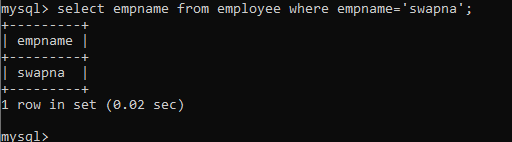 mysql> select empname from employee where empname='swapna';
+---------+
| empname |
+---------+
| swapna  |
+---------+
1 row in set (0.02 sec)
mysql>